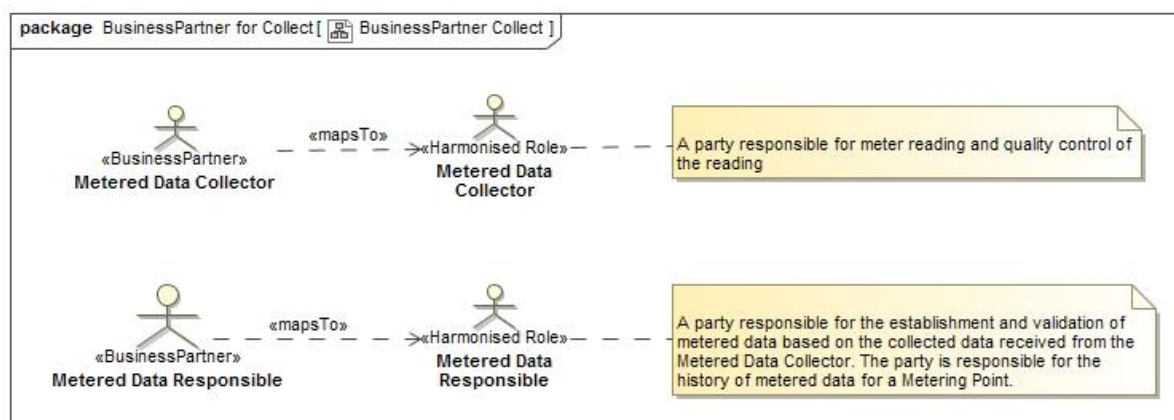 package BusinessPartner for Collect [ BusinessPartner Collect ]
«mapsTo»
«BusinessPartner»
Metered Data Collector
«Harmonised Role»
Metered Data
Collector
A party responsible for meter reading and quality control of
the reading
«mapsTo»
«BusinessPartner»
Metered Data Responsible
«Harmonised Role»
Metered Data
Responsible
A party responsible for the establishment and validation of
metered data based on the collected data received from the
Metered Data Collector. The party is responsible for the
history of metered data for a Metering Point.